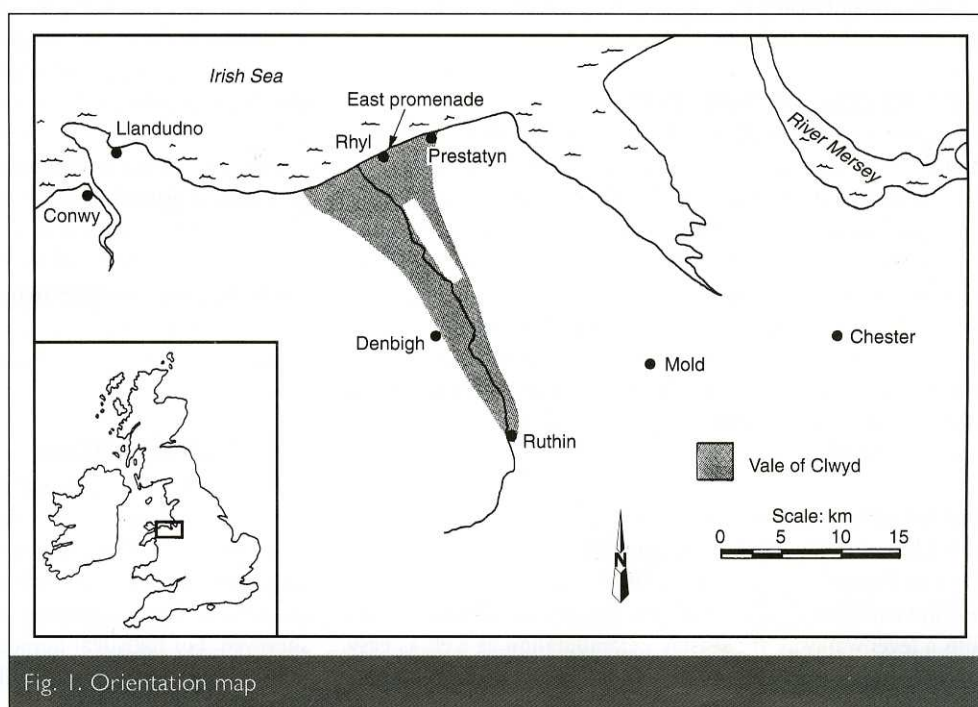 Irish Sea
East promenade
Llandudno
Rhyl
Prestatyn
River Mersey
Conwy
Denbigh
Chester
Mold
Ruthin
Vale of Clwyd
Scale: km
0 5 10 15
N
Fig. 1. Orientation map